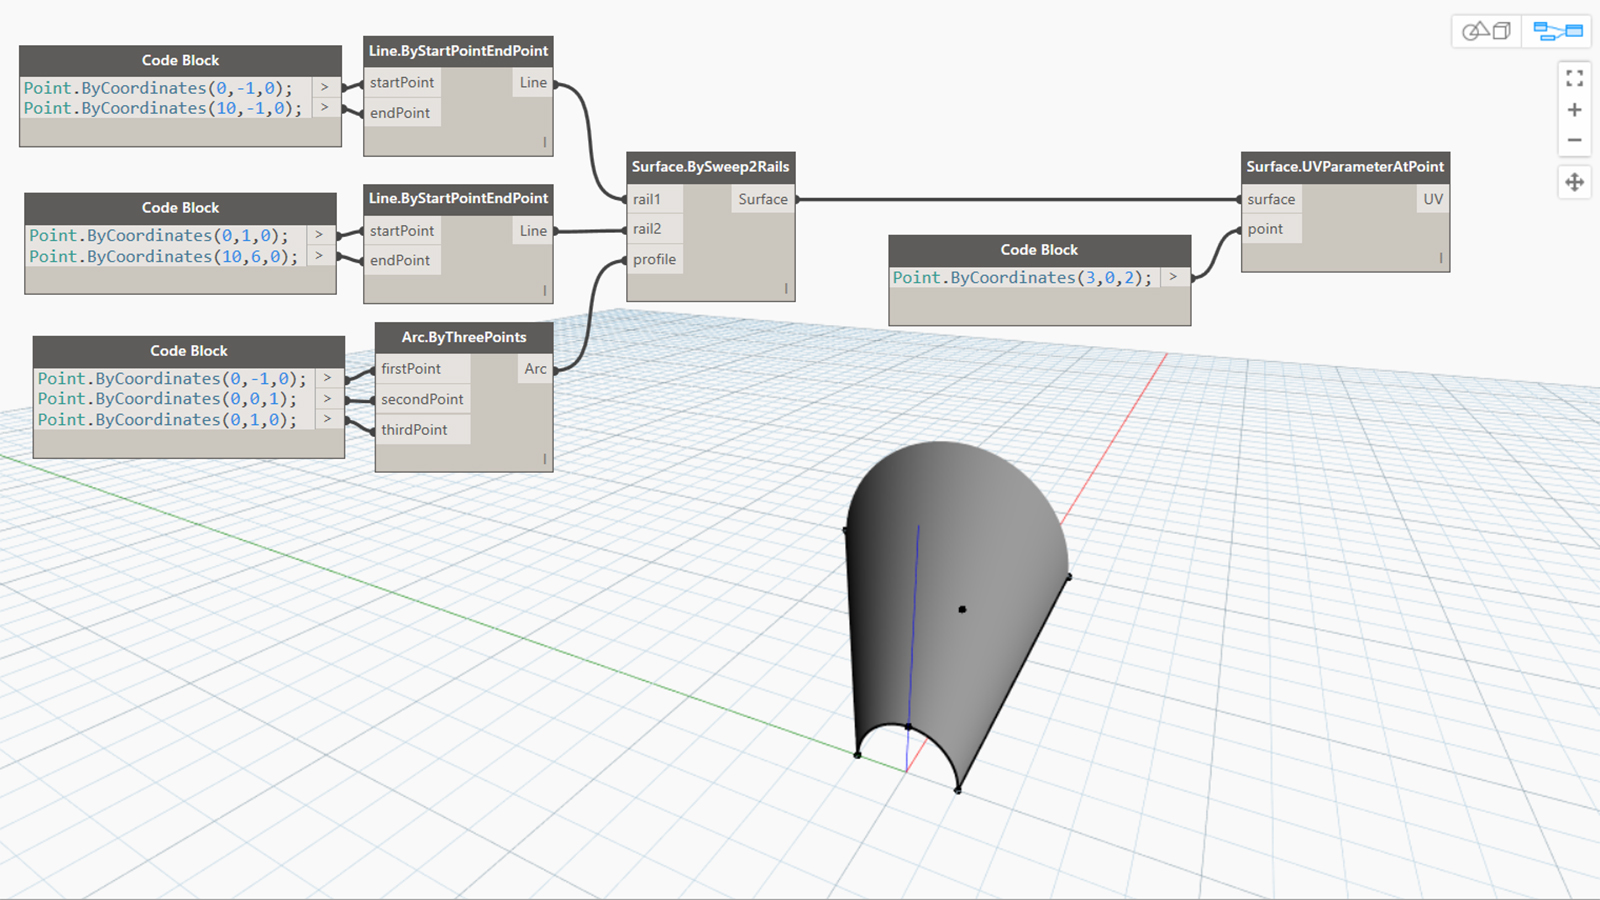 Code Block
Point.ByCoordinates(0,-1,0); >
Point.ByCoordinates(10,-1,0); >
Line.ByStartPointEndPoint
startPoint Line
endPoint
Code Block
Point.ByCoordinates(0,1,0); >
Point.ByCoordinates(10,6,0); >
Line.ByStartPointEndPoint
startPoint Line
endPoint
Code Block
Point.ByCoordinates(0,-1,0); >
Point.ByCoordinates(0,0,1); >
Point.ByCoordinates(0,1,0); >
Arc.ByThreePoints
firstPoint Arc
secondPoint
thirdPoint
Surface.BySweep2Rails
rail1 Surface
rail2
profile
Code Block
Point.ByCoordinates(3,0,2); >
Surface.UVParameterAtPoint
surface UV
point